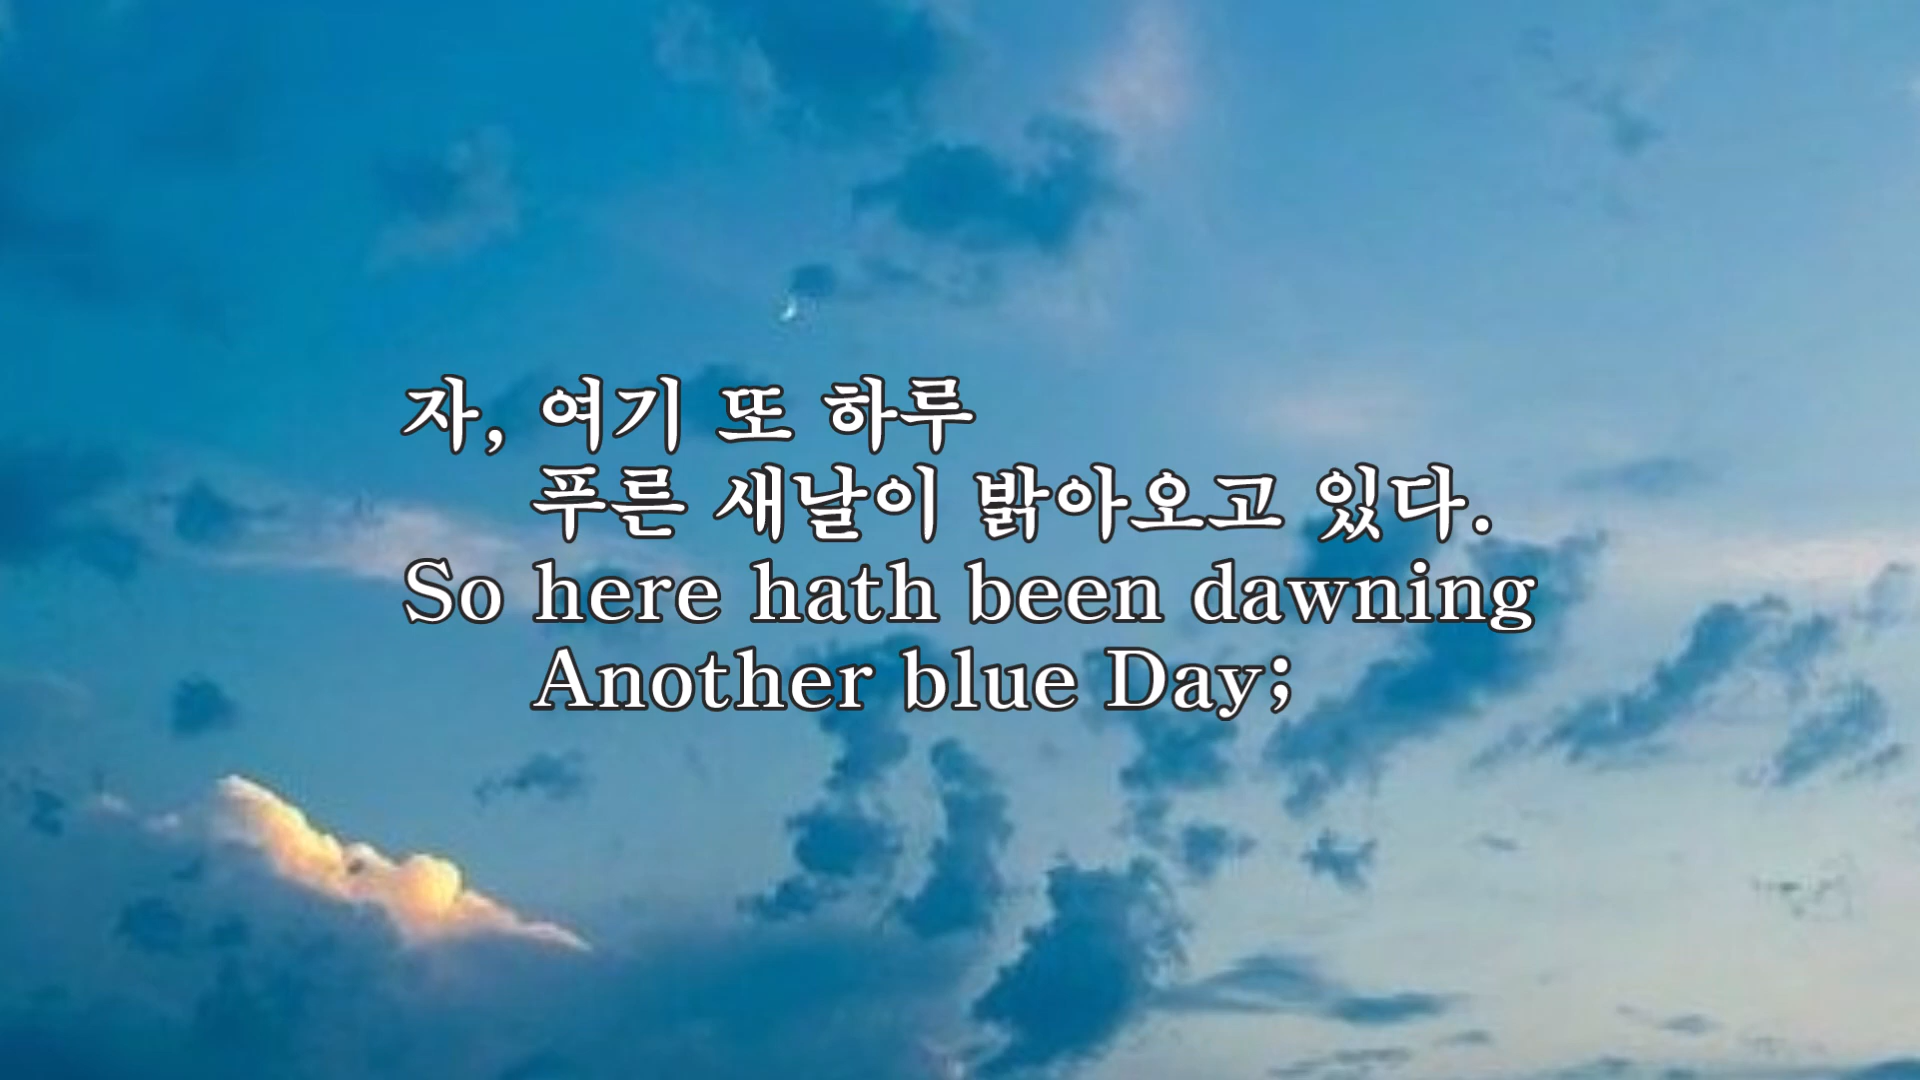 자, 여기 또 하루
푸른 새날이 밝아오고 있다.
So here hath been dawning
Another blue Day;